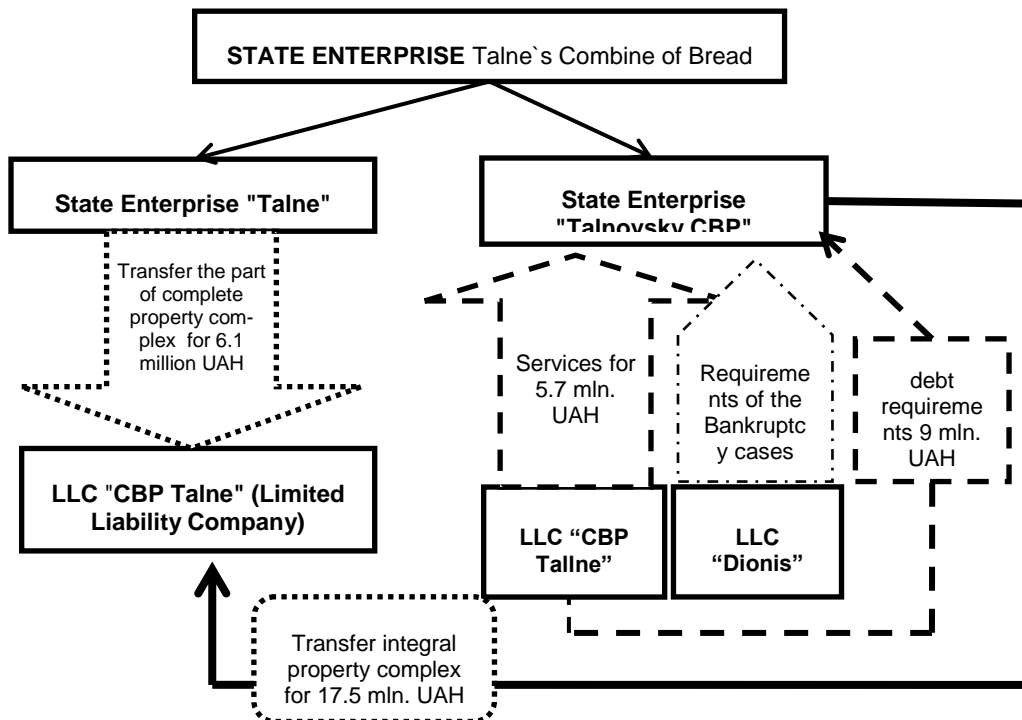 STATE ENTERPRISE Talne`s Combine of Bread
State Enterprise "Talne"
State Enterprise
"Talnovsky CBP"
Transfer the part
of complete
property com-
plex for 6.1
million UAH
Services for
5.7 mln.
UAH
Requireme
nts of the
Bankruptc
y cases
debt
requireme
nts 9 mln.
UAH
LLC "CBP Talne" (Limited
Liability Company)
LLC “CBP
Tallne”
LLC
“Dionis”
Transfer integral
property complex
for 17.5 mln. UAH